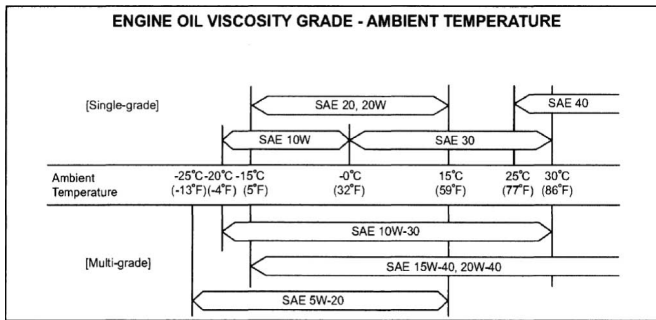 ENGINE OIL VISCOSITY GRADE - AMBIENT TEMPERATURE
[Single-grade]
SAE 20, 20W
SAE 40
SAE 10W
SAE 30
Ambient Temperature
-25°C -20°C -15°C -0°C 15°C 25°C 30°C
(-13°F) (-4°F) (5°F) (32°F) (59°F) (77°F) (86°F)
SAE 10W-30
[Multi-grade]
SAE 15W-40, 20W-40
SAE 5W-20